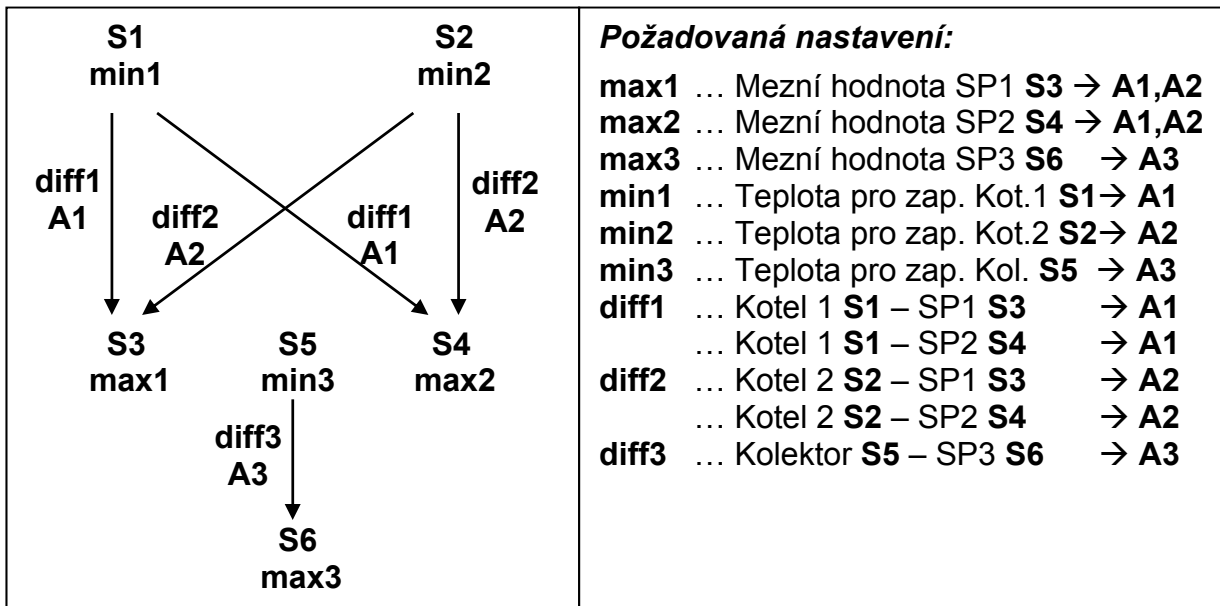 S1 S2
min1 min2
diff1 diff2 diff1 diff2
A1 A2 A1 A2
S3 S5 S4
max1 min3 max2
diff3
A3
S6
max3
Požadovaná nastavení:
max1 … Mezní hodnota SP1 S3 → A1,A2
max2 … Mezní hodnota SP2 S4 → A1,A2
max3 … Mezní hodnota SP3 S6 → A3
min1 … Teplota pro zap. Kot.1 S1→ A1
min2 … Teplota pro zap. Kot.2 S2→ A2
min3 … Teplota pro zap. Kol. S5 → A3
diff1 … Kotel 1 S1 – SP1 S3 → A1
… Kotel 1 S1 – SP2 S4 → A1
diff2 … Kotel 2 S2 – SP1 S3 → A2
… Kotel 2 S2 – SP2 S4 → A2
diff3 … Kolektor S5 – SP3 S6 → A3